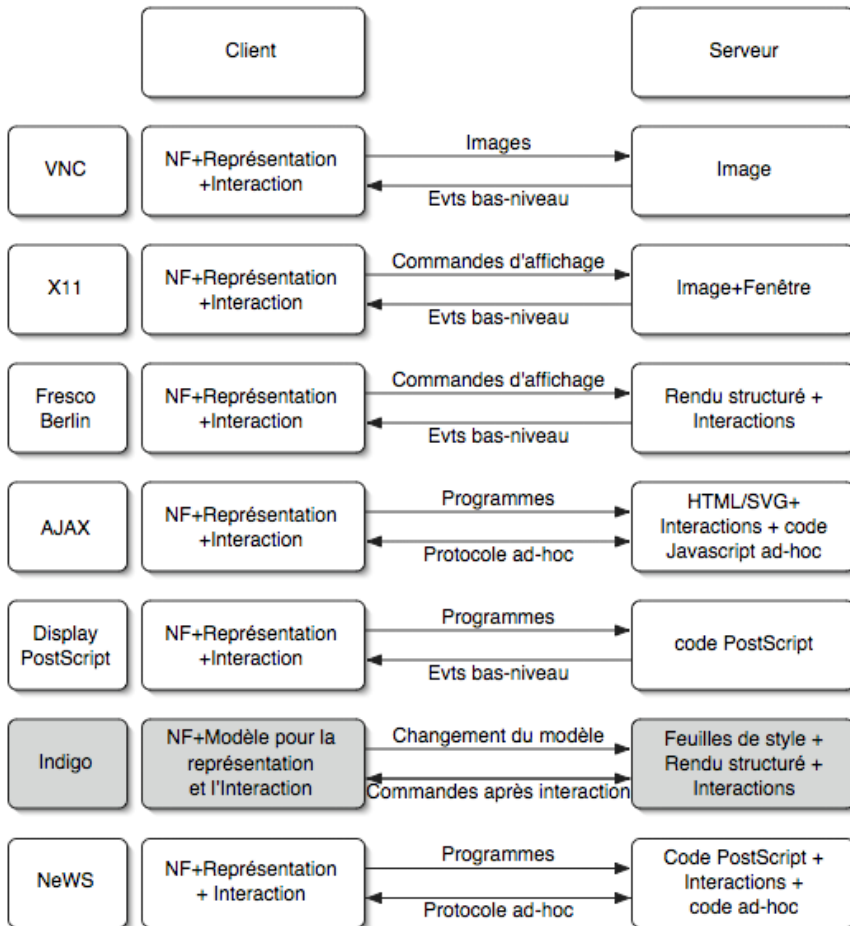 Client
Serveur
VNC
NF+Représentation
+Interaction
Images
Evts bas-niveau
Image
X11
NF+Représentation
+Interaction
Commandes d'affichage
Evts bas-niveau
Image+Fenêtre
Fresco
Berlin
NF+Représentation
+Interaction
Commandes d'affichage
Evts bas-niveau
Rendu structuré +
Interactions
AJAX
NF+Représentation
+Interaction
Programmes
Protocole ad-hoc
HTML/SVG+
Interactions + code
Javascript ad-hoc
Display
PostScript
NF+Représentation
+Interaction
Programmes
Evts bas-niveau
code PostScript
Indigo
NF+Modèle pour la
représentation
et l'Interaction
Changement du modèle
Commandes après interaction
Feuilles de style +
Rendu structuré +
Interactions
NeWS
NF+Représentation
+ Interaction
Programmes
Protocole ad-hoc
Code PostScript +
Interactions +
code ad-hoc